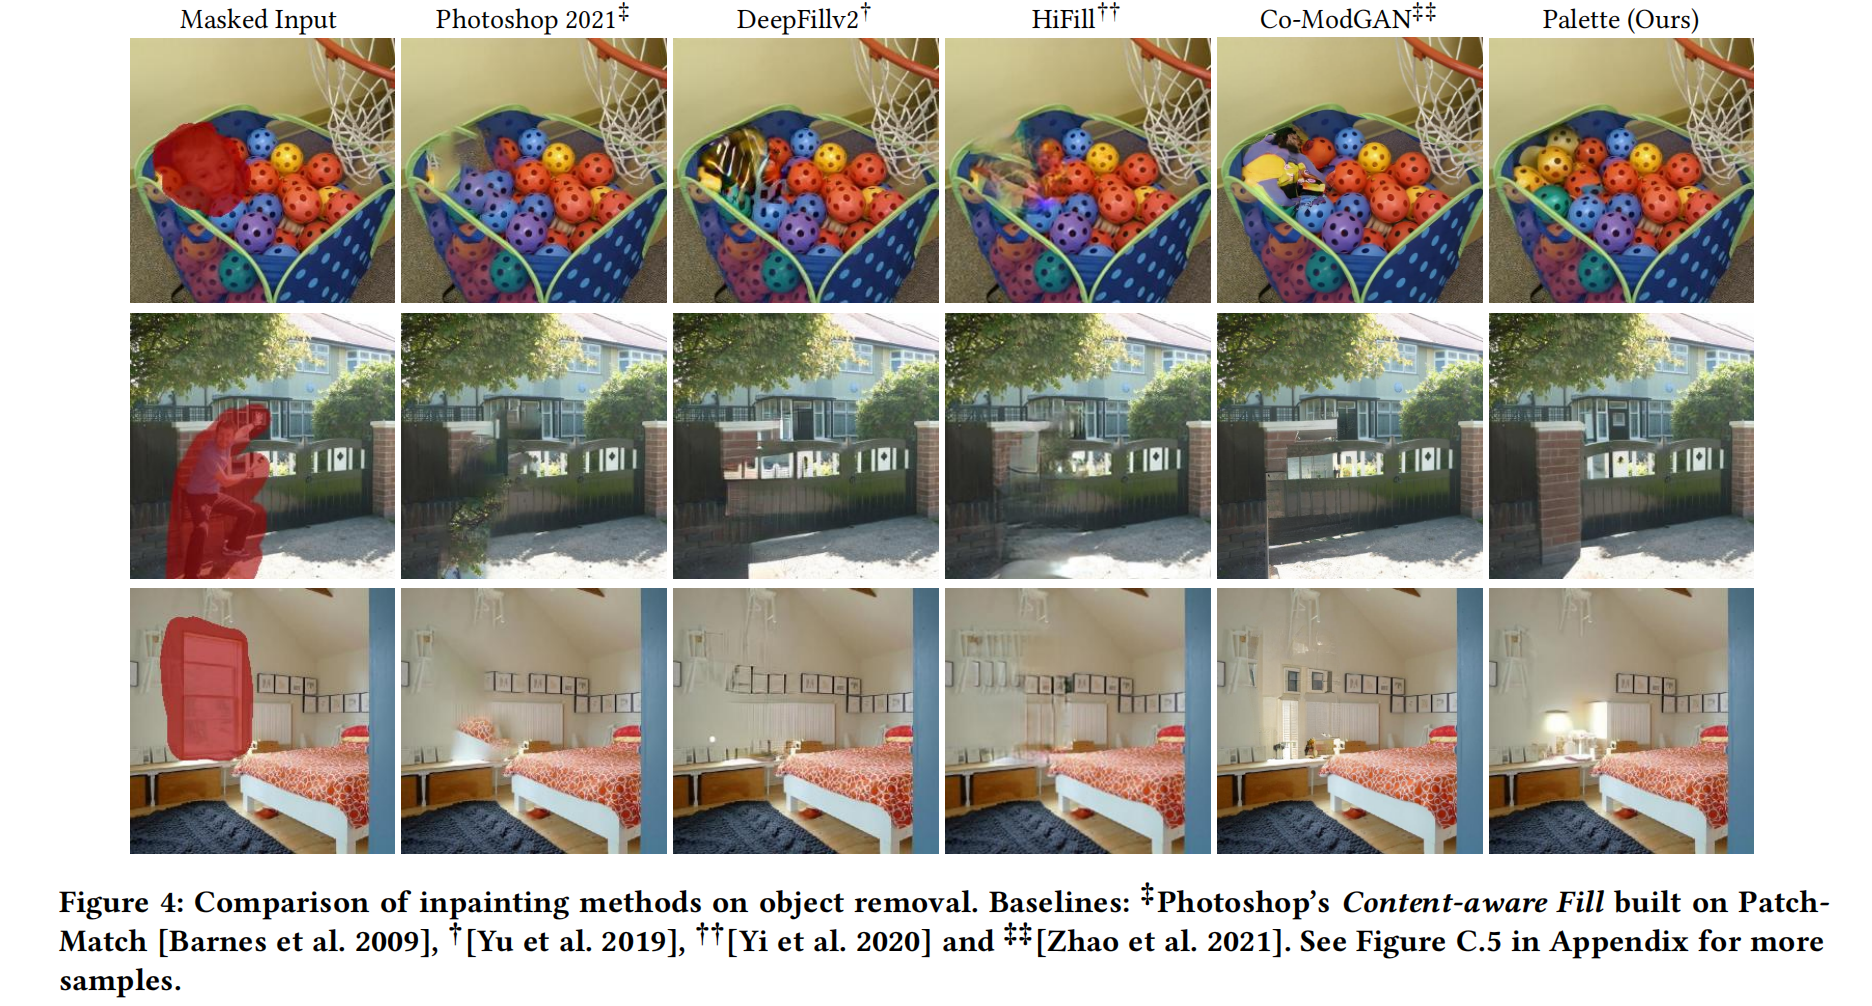 Masked Input Photoshop 2021‡ DeepFillv2† HiFill†† Co-ModGAN‡‡ Palette (Ours)
Figure 4: Comparison of inpainting methods on object removal. Baselines: ‡Photoshop's Content-aware Fill built on Patch-
Match [Barnes et al. 2009], †[Yu et al. 2019], ††[Yi et al. 2020] and ‡‡[Zhao et al. 2021]. See Figure C.5 in Appendix for more
samples.